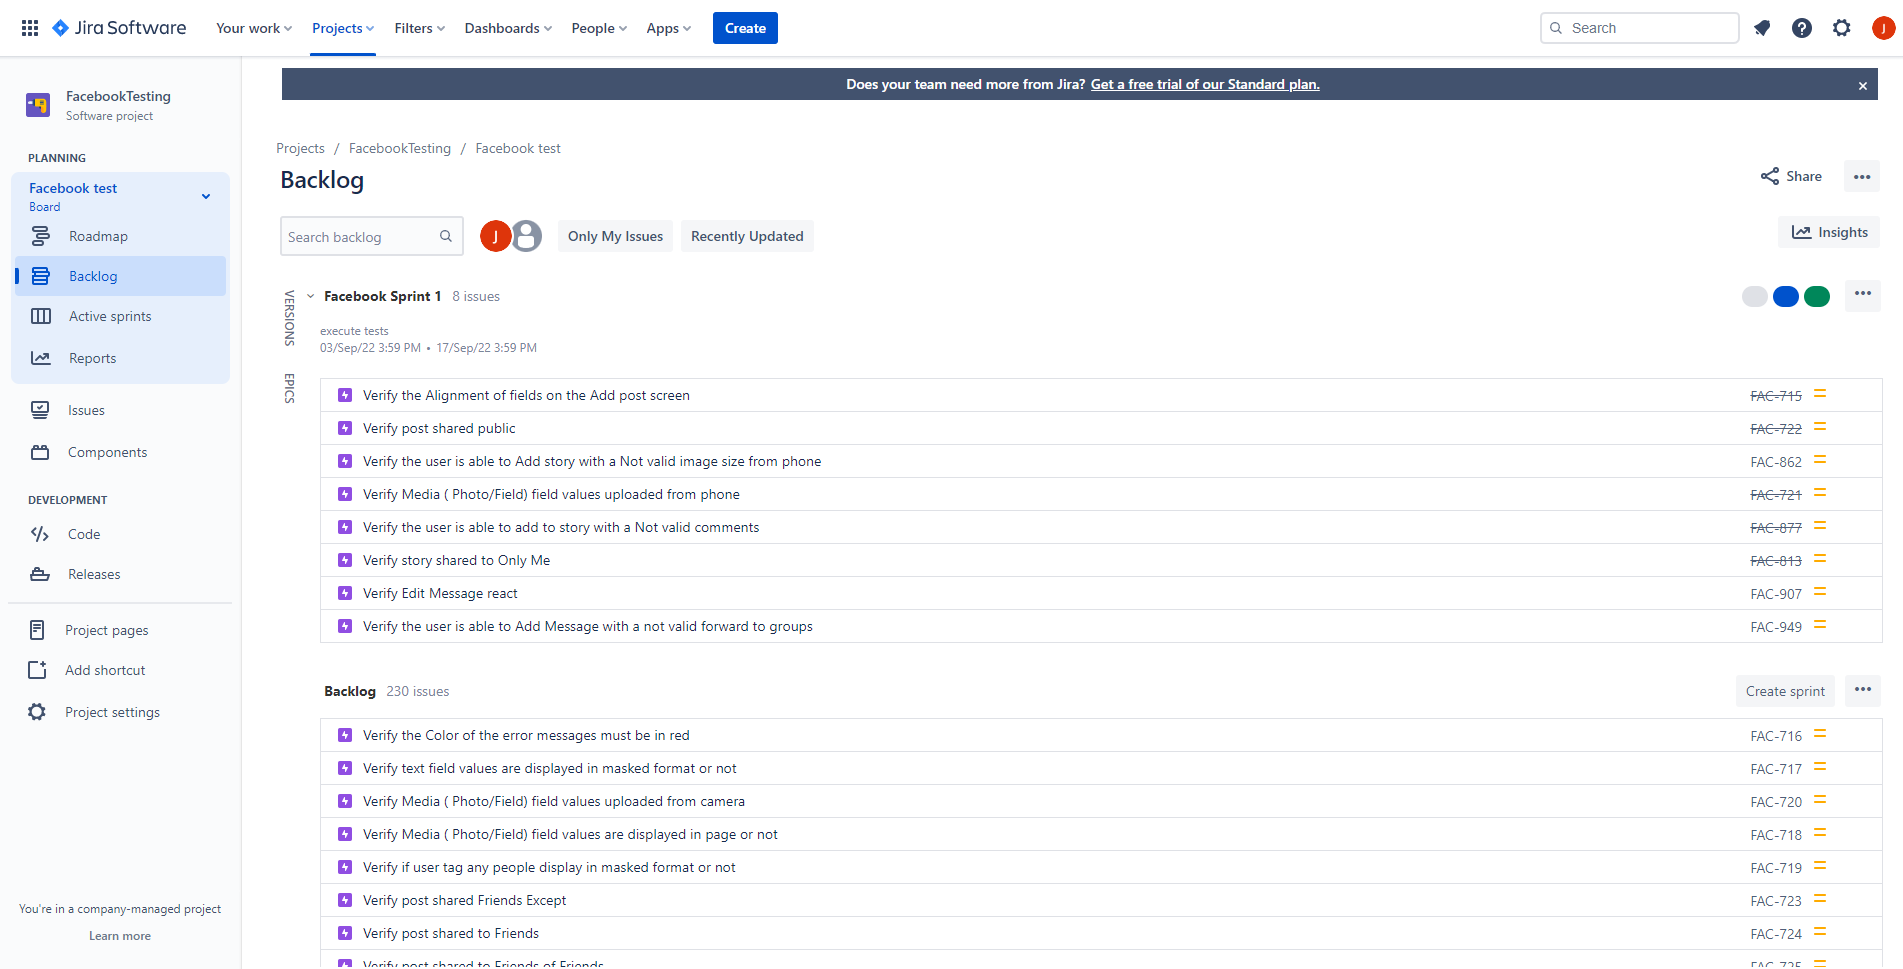 Jira Software Your work Projects Filters Dashboards People Apps Create Search J
Does your team need more from Jira? Get a free trial of our Standard plan. ×
FacebookTesting
Software project
PLANNING
Facebook test
Board
Roadmap
Backlog
Active sprints
Reports
Issues
Components
DEVELOPMENT
Code
Releases
Project pages
Add shortcut
Project settings
You're in a company-managed project
Learn more
Projects / FacebookTesting / Facebook test
Backlog
Share •••
Search backlog J Only My Issues Recently Updated Insights
VERSIONS
EPICS
Facebook Sprint 1 8 issues •••
execute tests
03/Sep/22 3:59 PM • 17/Sep/22 3:59 PM
Verify the Alignment of fields on the Add post screen FAC-715
Verify post shared public FAC-722
Verify the user is able to Add story with a Not valid image size from phone FAC-862
Verify Media ( Photo/Field) field values uploaded from phone FAC-721
Verify the user is able to add to story with a Not valid comments FAC-877
Verify story shared to Only Me FAC-813
Verify Edit Message react FAC-907
Verify the user is able to Add Message with a not valid forward to groups FAC-949
Backlog 230 issues Create sprint •••
Verify the Color of the error messages must be in red FAC-716
Verify text field values are displayed in masked format or not FAC-717
Verify Media ( Photo/Field) field values uploaded from camera FAC-720
Verify Media ( Photo/Field) field values are displayed in page or not FAC-718
Verify if user tag any people display in masked format or not FAC-719
Verify post shared Friends Except FAC-723
Verify post shared to Friends FAC-724
Verify post shared to Friends of Friends FAC-725